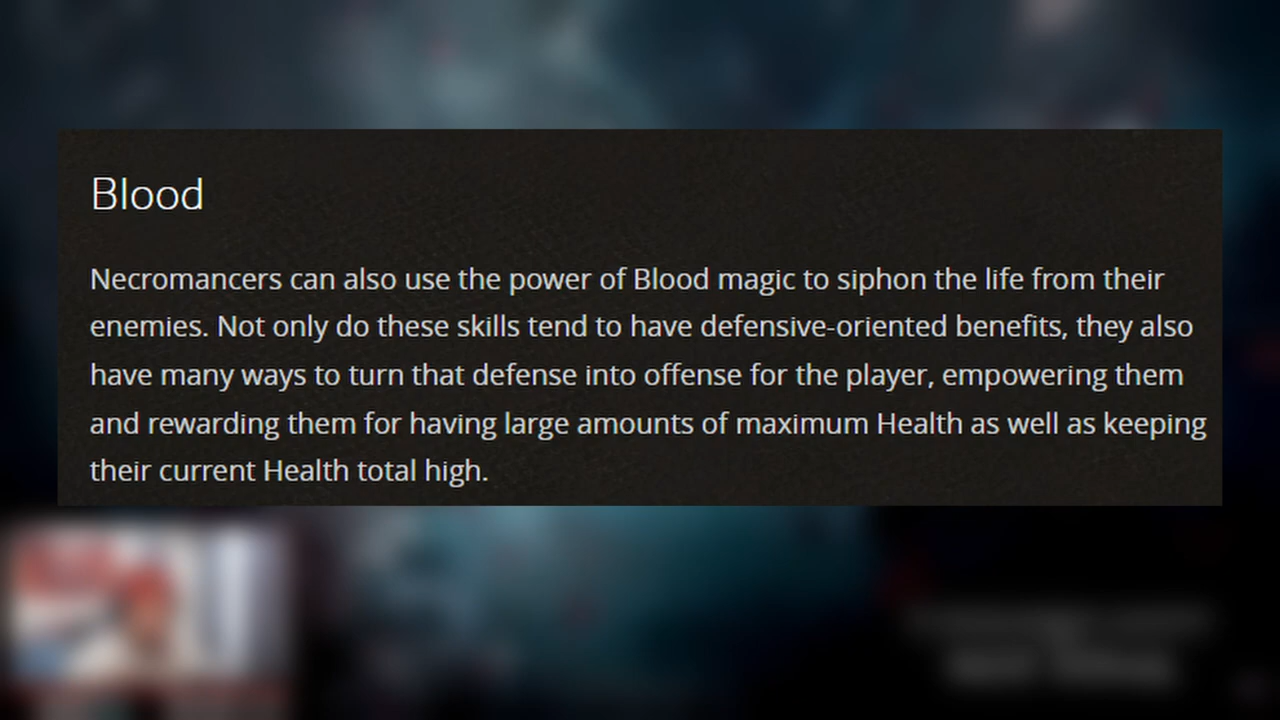 Blood
Necromancers can also use the power of Blood magic to siphon the life from their
enemies. Not only do these skills tend to have defensive-oriented benefits, they also
have many ways to turn that defense into offense for the player, empowering them
and rewarding them for having large amounts of maximum Health as well as keeping
their current Health total high.